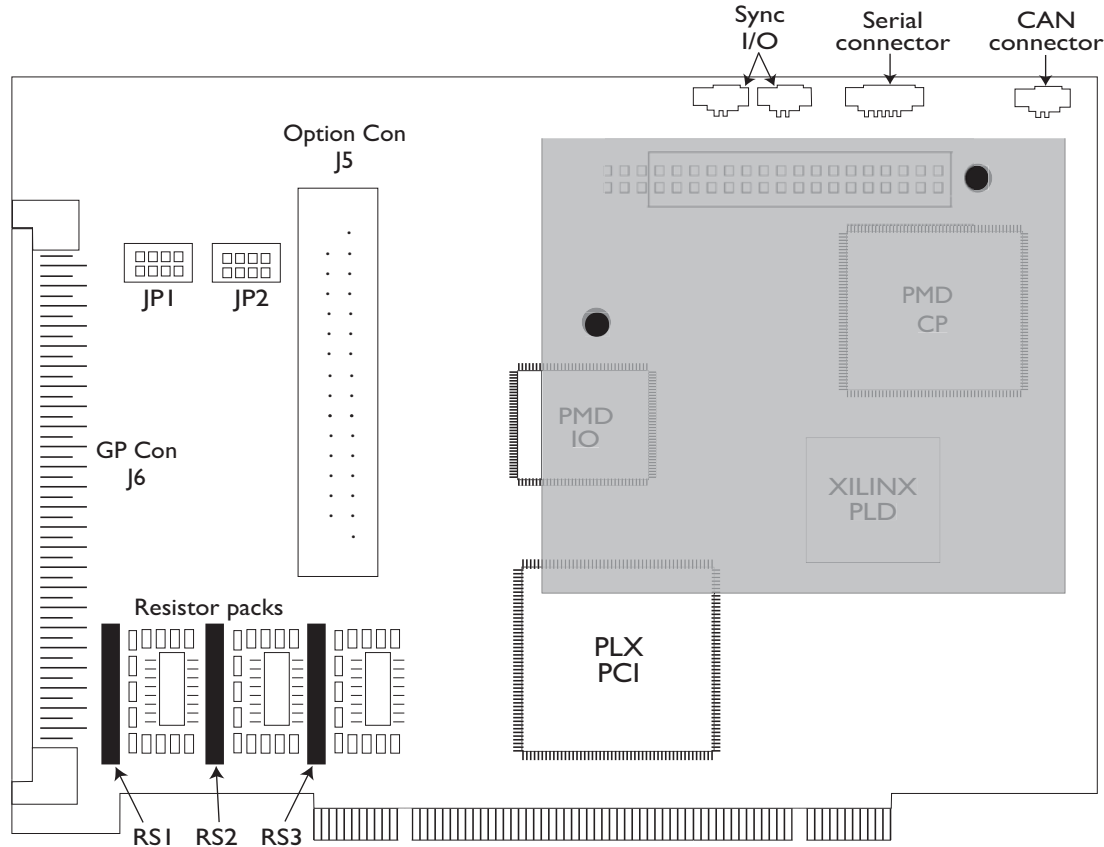 Sync
I/O
Serial
connector
CAN
connector
Option Con
J5
JP1
JP2
PMD
CP
PMD
IO
GP Con
J6
XILINX
PLD
Resistor packs
PLX
PCI
RS1
RS2
RS3